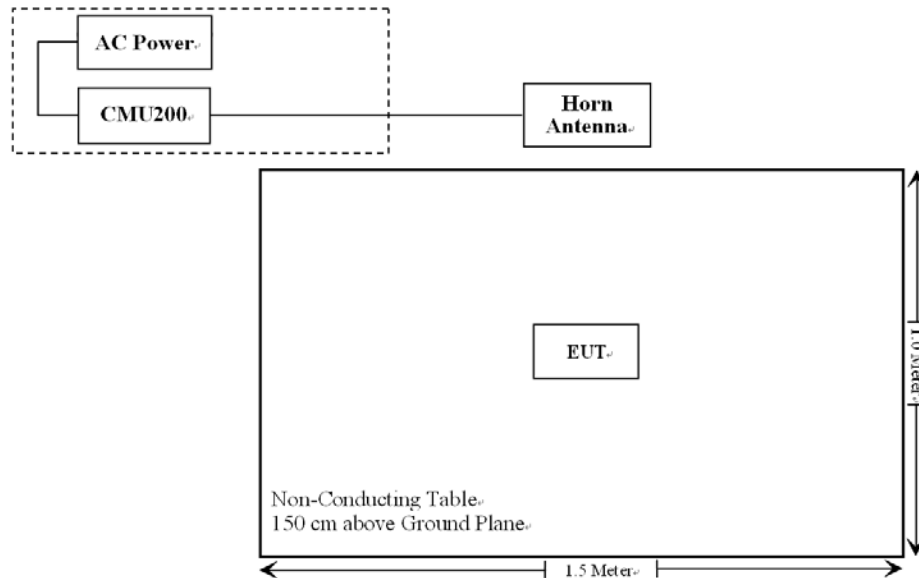 AC Power
CMU200
Horn
Antenna
EUT
1.0 Meter
Non-Conducting Table
150 cm above Ground Plane
1.5 Meter